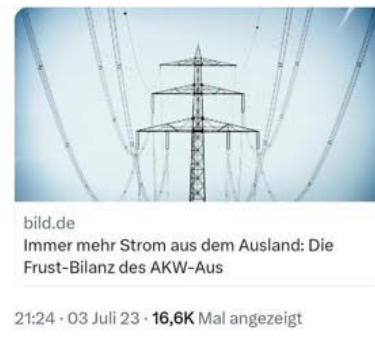 bild.de
Immer mehr Strom aus dem Ausland: Die
Frust-Bilanz des AKW-Aus
21:24 · 03 Juli 23 · 16,6K Mal angezeigt